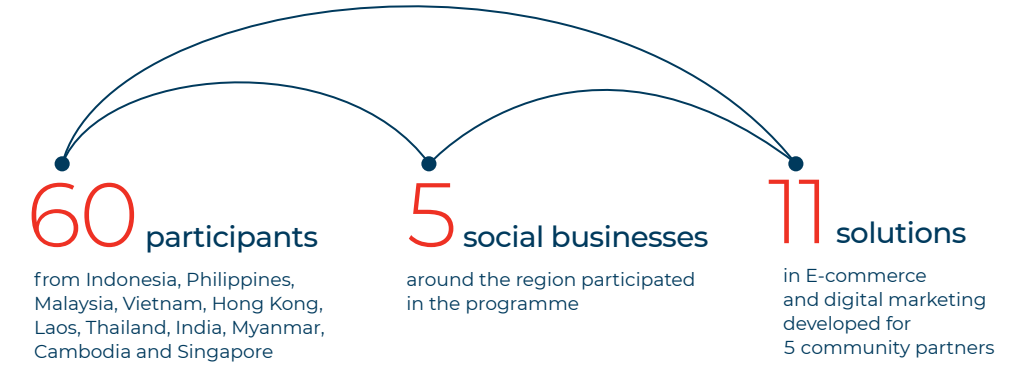 60 participants
from Indonesia, Philippines,
Malaysia, Vietnam, Hong Kong,
Laos, Thailand, India, Myanmar,
Cambodia and Singapore
5 social businesses
around the region participated
in the programme
11 solutions
in E-commerce
and digital marketing
developed for
5 community partners